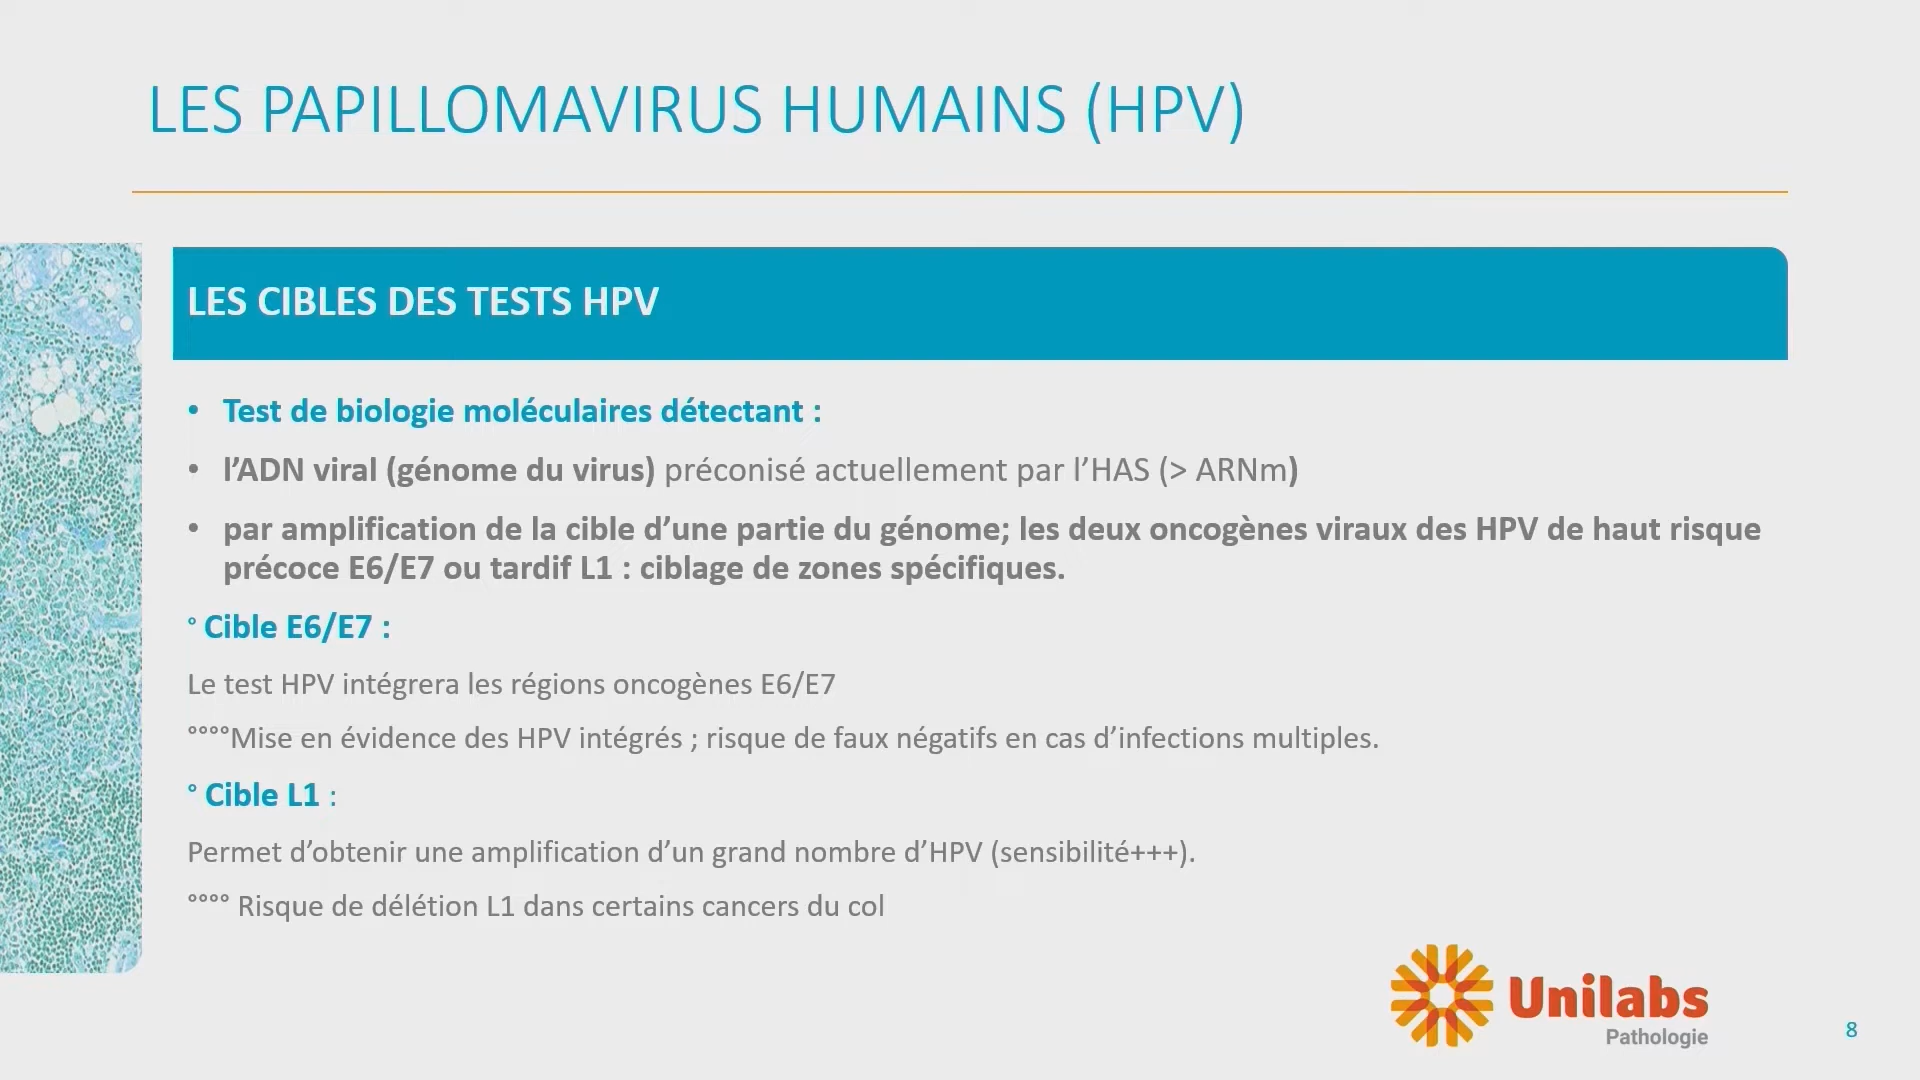 LES PAPILLOMAVIRUS HUMAINS (HPV)
LES CIBLES DES TESTS HPV
• Test de biologie moléculaires détectant :
• l’ADN viral (génome du virus) préconisé actuellement par l’HAS (> ARNm)
• par amplification de la cible d’une partie du génome; les deux oncogènes viraux des HPV de haut risque
précoce E6/E7 ou tardif L1 : ciblage de zones spécifiques.
° Cible E6/E7 :
Le test HPV intégrera les régions oncogènes E6/E7
°°°°Mise en évidence des HPV intégrés ; risque de faux négatifs en cas d’infections multiples.
° Cible L1 :
Permet d’obtenir une amplification d’un grand nombre d’HPV (sensibilité+++).
°°°° Risque de délétion L1 dans certains cancers du col
Unilabs
Pathologie
8